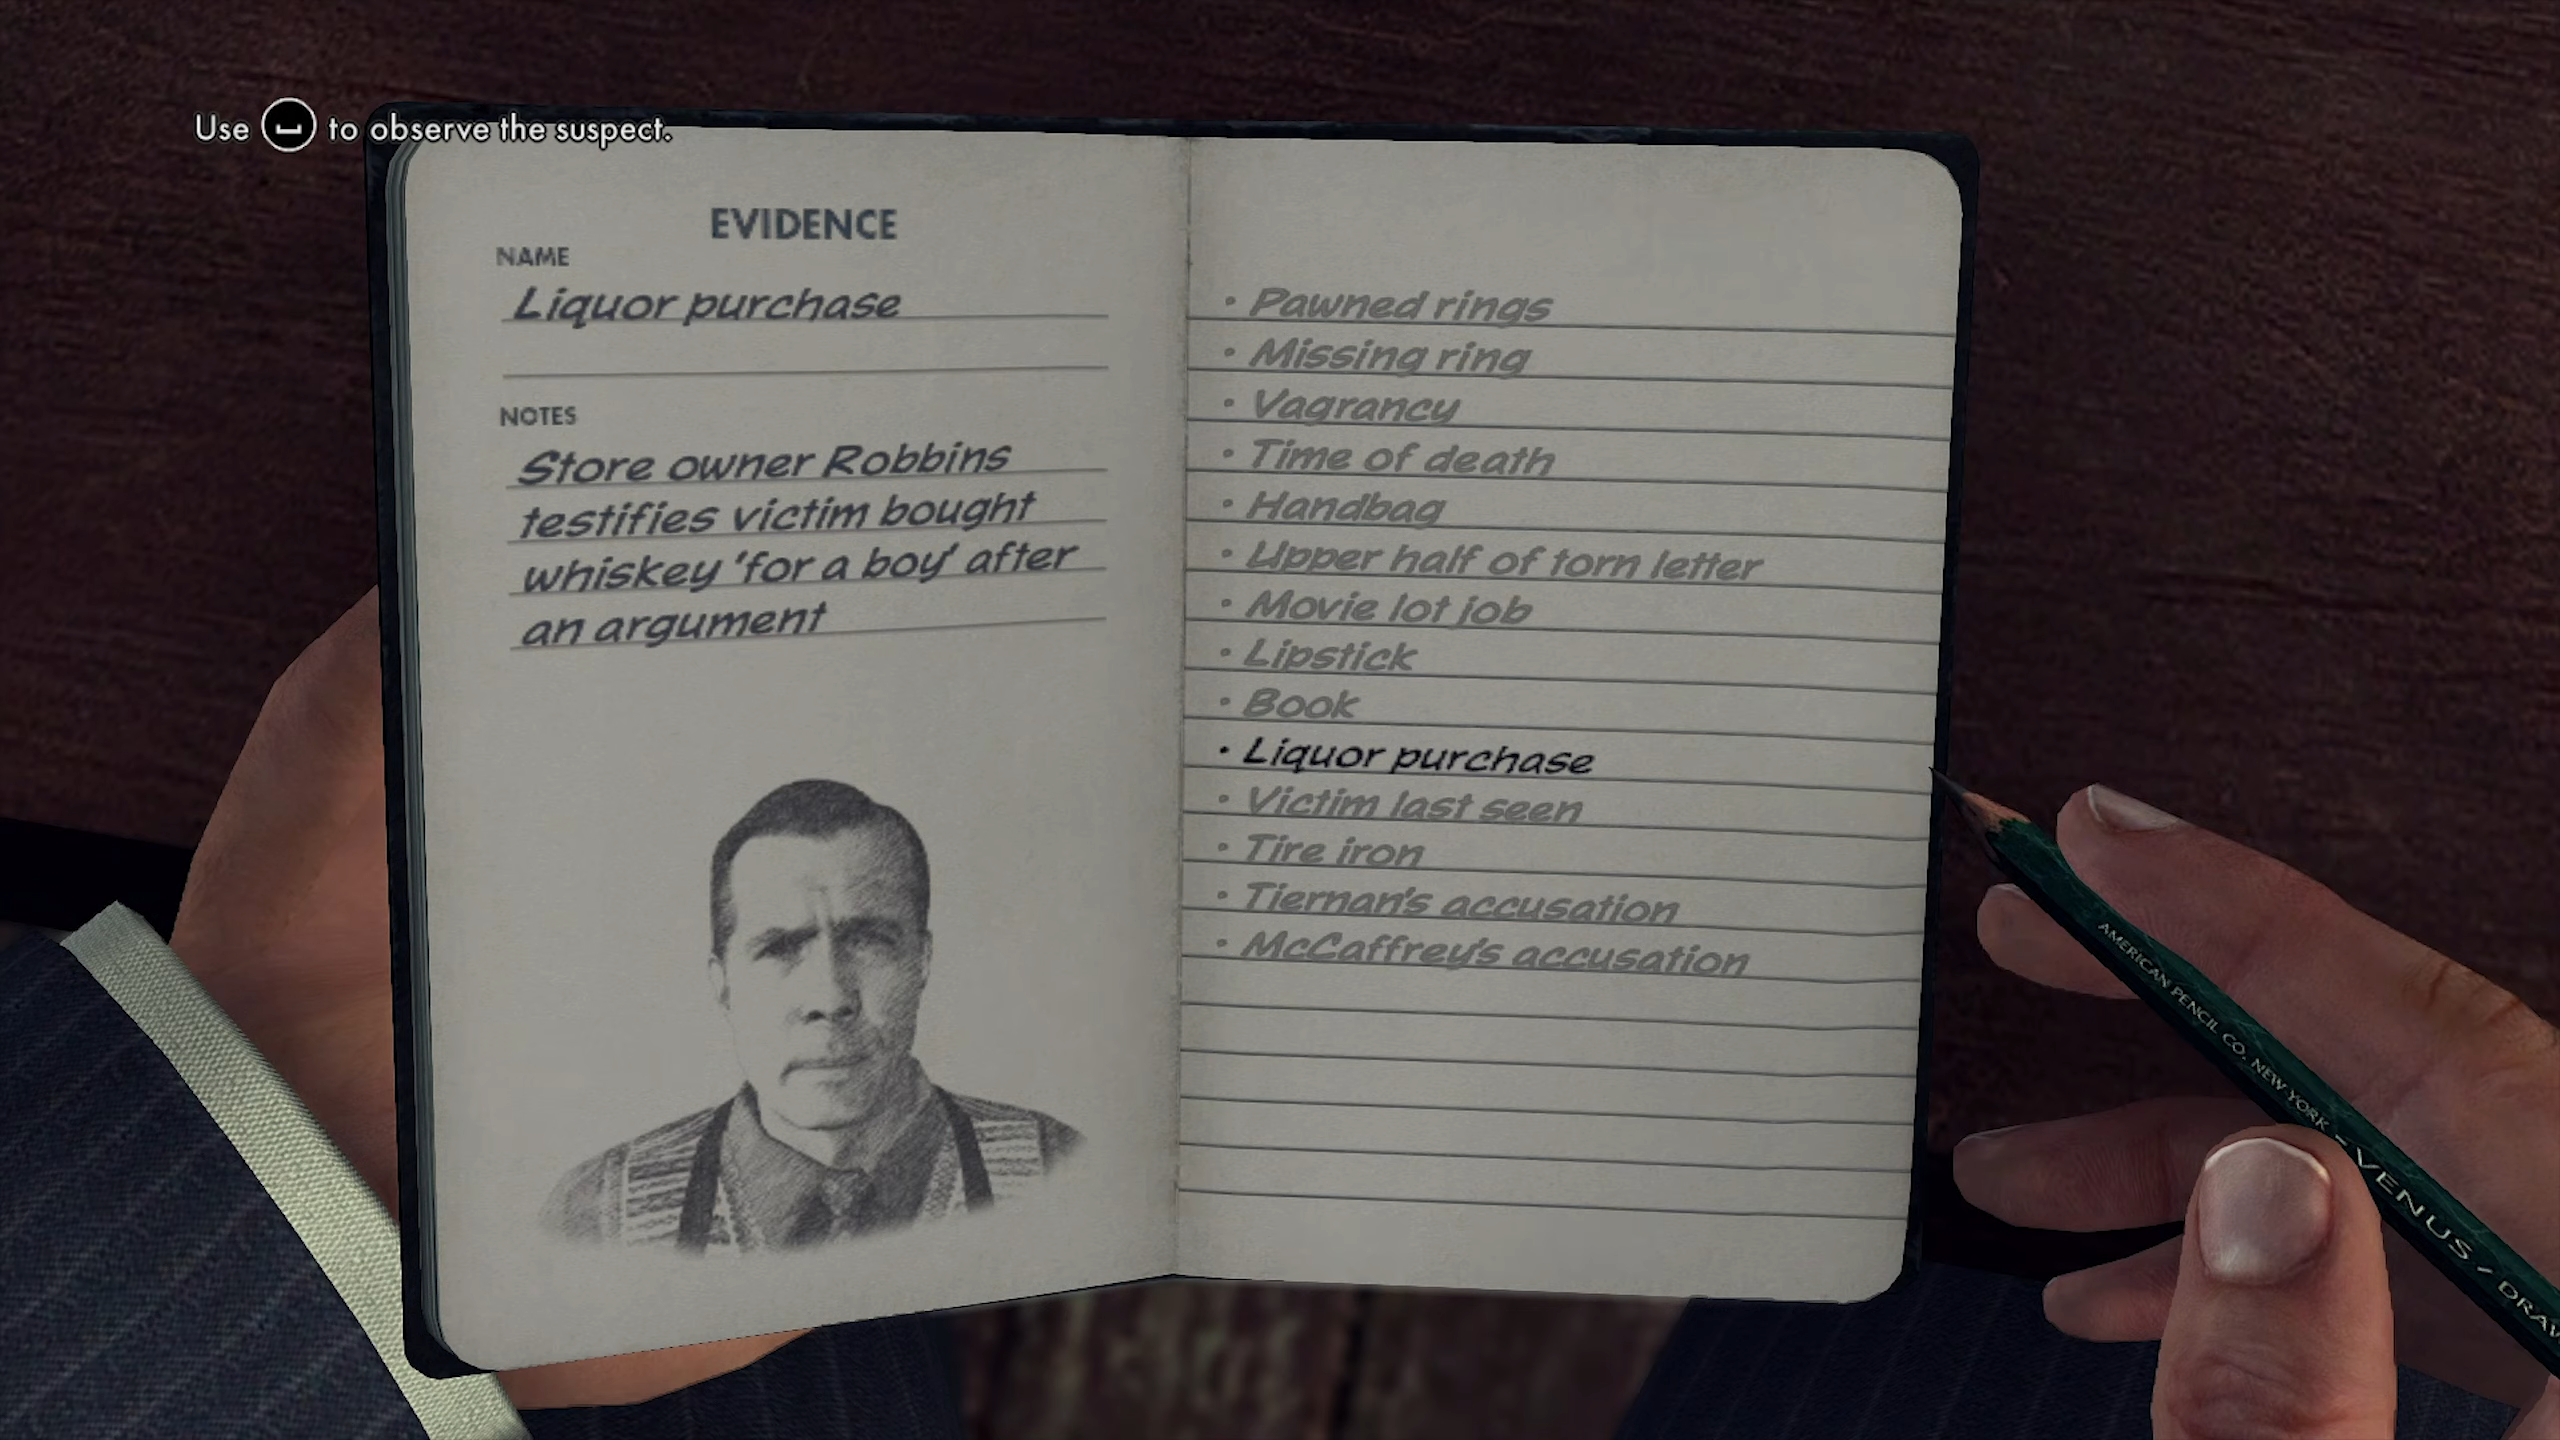 Use to observe the suspect.
EVIDENCE
NAME
Liquor purchase
NOTES
Store owner Robbins
testifies victim bought
whiskey 'for a boy' after
an argument
• Pawned rings
• Missing ring
• Vagrancy
• Time of death
• Handbag
• Upper half of torn letter
• Movie lot job
• Lipstick
• Book
• Liquor purchase
• Victim last seen
• Tire iron
• Tiernan's accusation
• McCaffrey's accusation
AMERICAN PENCIL CO. NEW YORK - VENUS / DRAW